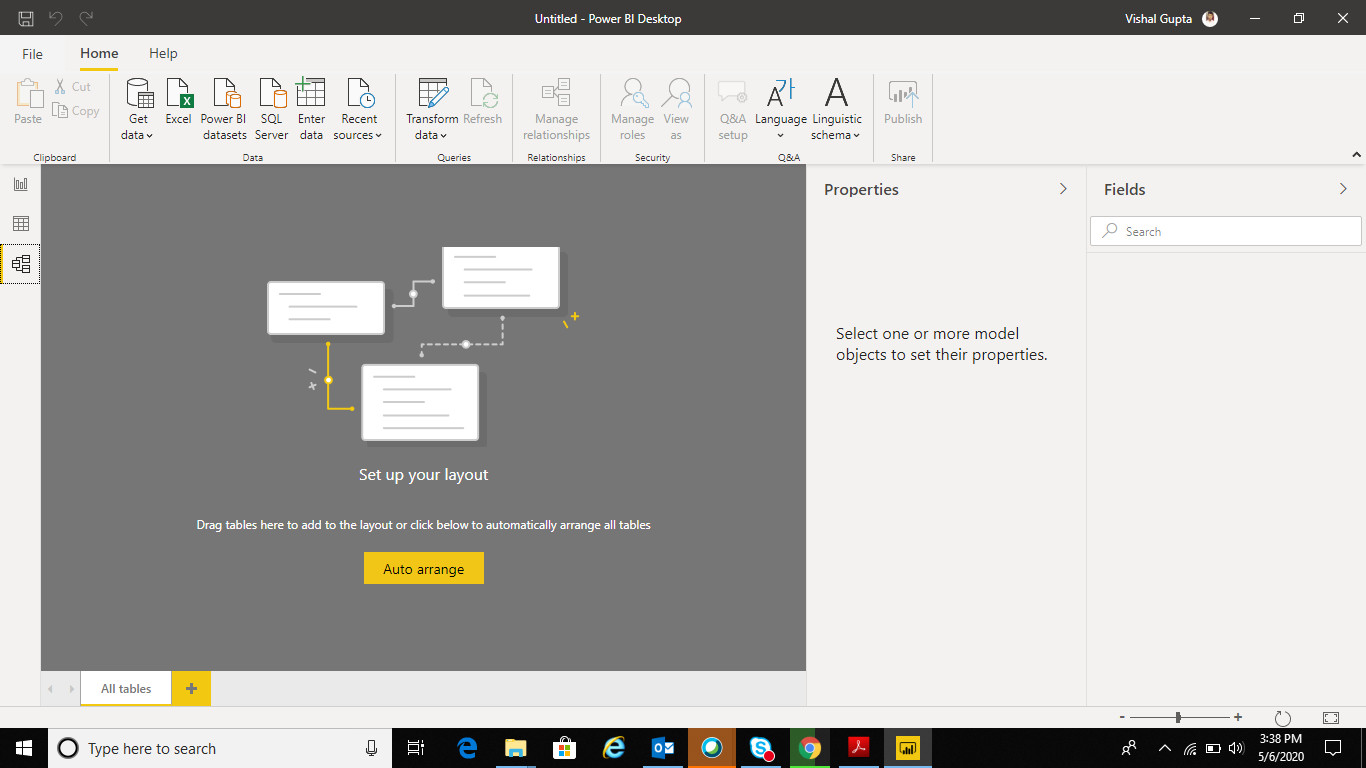 Untitled - Power BI Desktop
Vishal Gupta
File
Home
Help
Paste
Cut
Copy
Clipboard
Get
data
Excel
Power BI
datasets
SQL
Server
Enter
data
Recent
sources
Data
Transform
data
Refresh
Queries
Manage
relationships
Relationships
Manage
roles
View
as
Security
Q&A
setup
Language
Linguistic
schema
Q&A
Publish
Share
Properties
Select one or more model
objects to set their properties.
Fields
Search
Set up your layout
Drag tables here to add to the layout or click below to automatically arrange all tables
Auto arrange
All tables
Type here to search
3:38 PM
5/6/2020